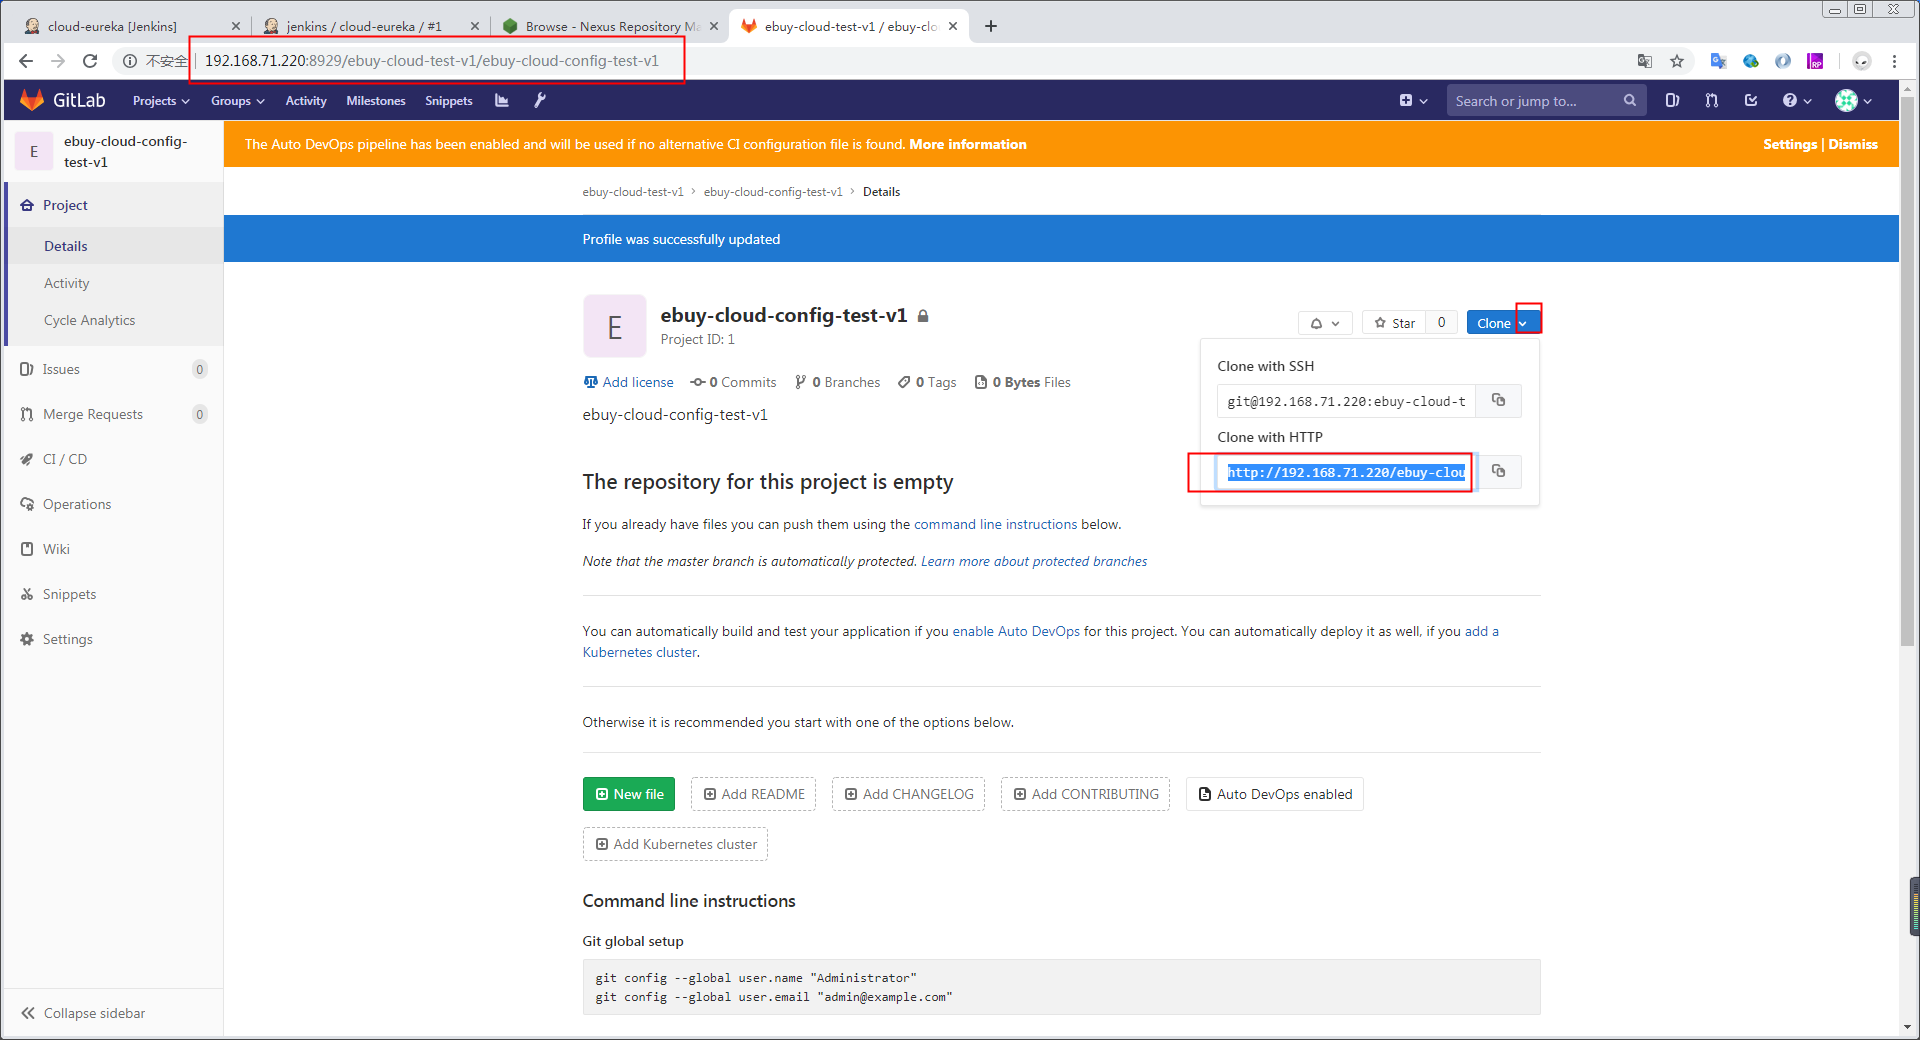 cloud-eureka [Jenkins]
jenkins / cloud-eureka / #1
Browse - Nexus Repository Ma
ebuy-cloud-test-v1 / ebuy-clo
不安全
192.168.71.220:8929/ebuy-cloud-test-v1/ebuy-cloud-config-test-v1
GitLab
Projects
Groups
Activity
Milestones
Snippets
Search or jump to...
E
ebuy-cloud-config-
test-v1
The Auto DevOps pipeline has been enabled and will be used if no alternative CI configuration file is found. More information
Settings | Dismiss
Project
Details
Activity
Cycle Analytics
Issues
0
Merge Requests
0
CI / CD
Operations
Wiki
Snippets
Settings
Collapse sidebar
ebuy-cloud-test-v1 › ebuy-cloud-config-test-v1 › Details
Profile was successfully updated
E
ebuy-cloud-config-test-v1
Project ID: 1
Star
0
Clone
Add license
0 Commits
0 Branches
0 Tags
0 Bytes Files
ebuy-cloud-config-test-v1
Clone with SSH
git@192.168.71.220:ebuy-cloud-t
Clone with HTTP
http://192.168.71.220/ebuy-clou
The repository for this project is empty
If you already have files you can push them using the command line instructions below.
Note that the master branch is automatically protected. Learn more about protected branches
You can automatically build and test your application if you enable Auto DevOps for this project. You can automatically deploy it as well, if you add a
Kubernetes cluster.
Otherwise it is recommended you start with one of the options below.
New file
Add README
Add CHANGELOG
Add CONTRIBUTING
Auto DevOps enabled
Add Kubernetes cluster
Command line instructions
Git global setup
git config --global user.name "Administrator"
git config --global user.email "admin@example.com"